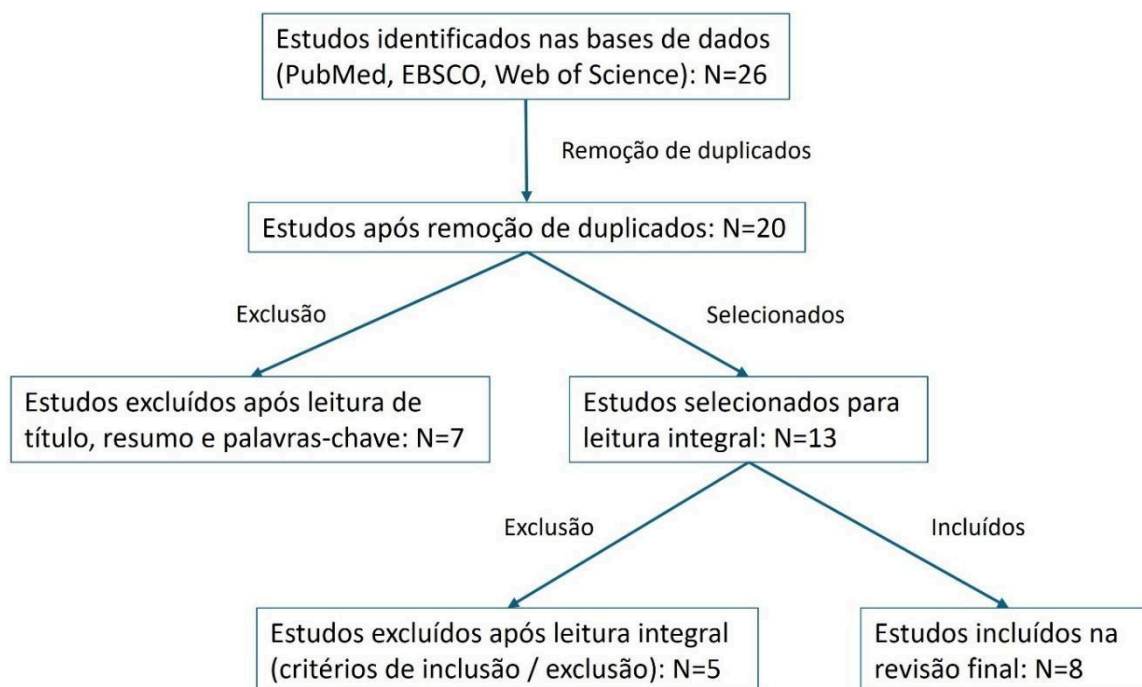 Estudos identificados nas bases de dados
(PubMed, EBSCO, Web of Science): N=26
Remoção de duplicados
Estudos após remoção de duplicados: N=20
Exclusão
Selecionados
Estudos excluídos após leitura de
título, resumo e palavras-chave: N=7
Estudos selecionados para
leitura integral: N=13
Exclusão
Incluídos
Estudos excluídos após leitura integral
(critérios de inclusão / exclusão): N=5
Estudos incluídos na
revisão final: N=8